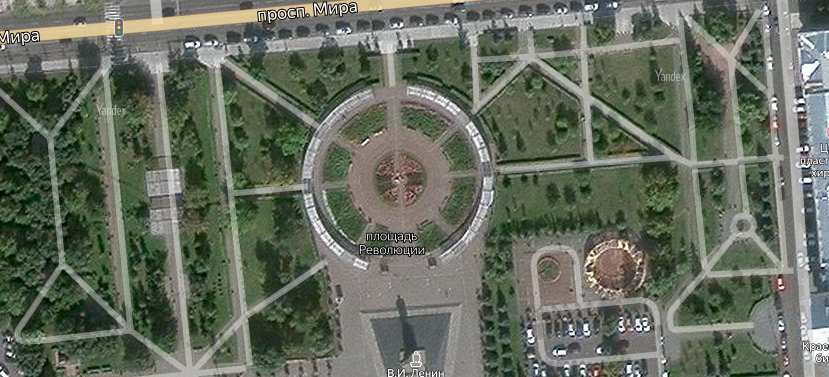 просп. Мира
Мира
Yandex
Yandex
площадь
Революции
В.И. Ленин